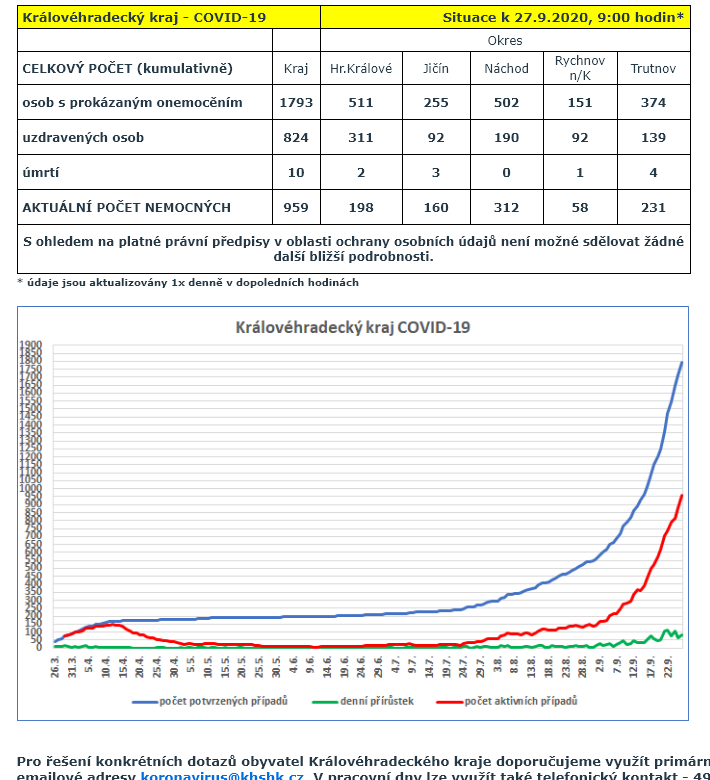 Královéhradecký kraj - COVID-19 Situace k 27.9.2020, 9:00 hodin*
Okres
CELKOVÝ POČET (kumulativně) Kraj Hr.Králové Jičín Náchod Rychnov n/K Trutnov
osob s prokázaným onemocěním 1793 511 255 502 151 374
uzdravených osob 824 311 92 190 92 139
úmrtí 10 2 3 0 1 4
AKTUÁLNÍ POČET NEMOCNÝCH 959 198 160 312 58 231
S ohledem na platné právní předpisy v oblasti ochrany osobních údajů není možné sdělovat žádné
další bližší podrobnosti.
* údaje jsou aktualizovány 1x denně v dopoledních hodinách
Královéhradecký kraj COVID-19
1900
1850
1800
1750
1700
1650
1600
1550
1500
1450
1400
1350
1300
1250
1200
1150
1100
1050
1000
950
900
850
800
750
700
650
600
550
500
450
400
350
300
250
200
150
100
50
0
26.3. 31.3. 5.4. 10.4. 15.4. 20.4. 25.4. 30.4. 5.5. 10.5. 15.5. 20.5. 25.5. 30.5. 4.6. 9.6. 14.6. 19.6. 24.6. 29.6. 4.7. 9.7. 14.7. 19.7. 24.7. 29.7. 3.8. 8.8. 13.8. 18.8. 23.8. 28.8. 2.9. 7.9. 12.9. 17.9. 22.9.
počet potvrzených případů denní přírůstek počet aktivních případů
Pro řešení konkrétních dotazů obyvatel Královéhradeckého kraje doporučujeme využít primárn
emailové adresy koronavirus@khshk.cz. V pracovní dny lze využít také telefonický kontakt - 49